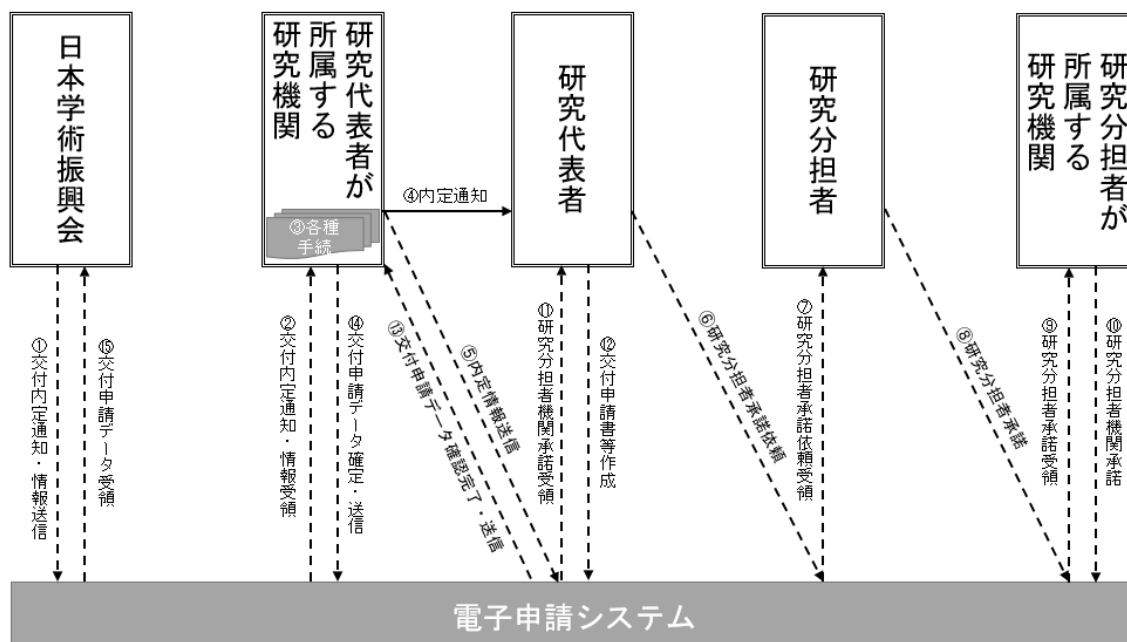 日本学術振興会
研究代表者が
所属する
研究機関
研究代表者
研究分担者
研究分担者が
所属する
研究機関
③各種
手続
④内定通知
①交付内定通知・情報送信
⑮交付申請データ受領
②交付内定通知・情報受領
⑭交付申請データ確定・送信
⑬交付申請データ確認完了・送信
⑤内定情報送信
⑪研究分担者機関承諾受領
⑫交付申請書等作成
⑥研究分担者承諾依頼
⑦研究分担者承諾依頼受領
⑧研究分担者承諾
⑨研究分担者承諾受領
⑩研究分担者機関承諾
電子申請システム